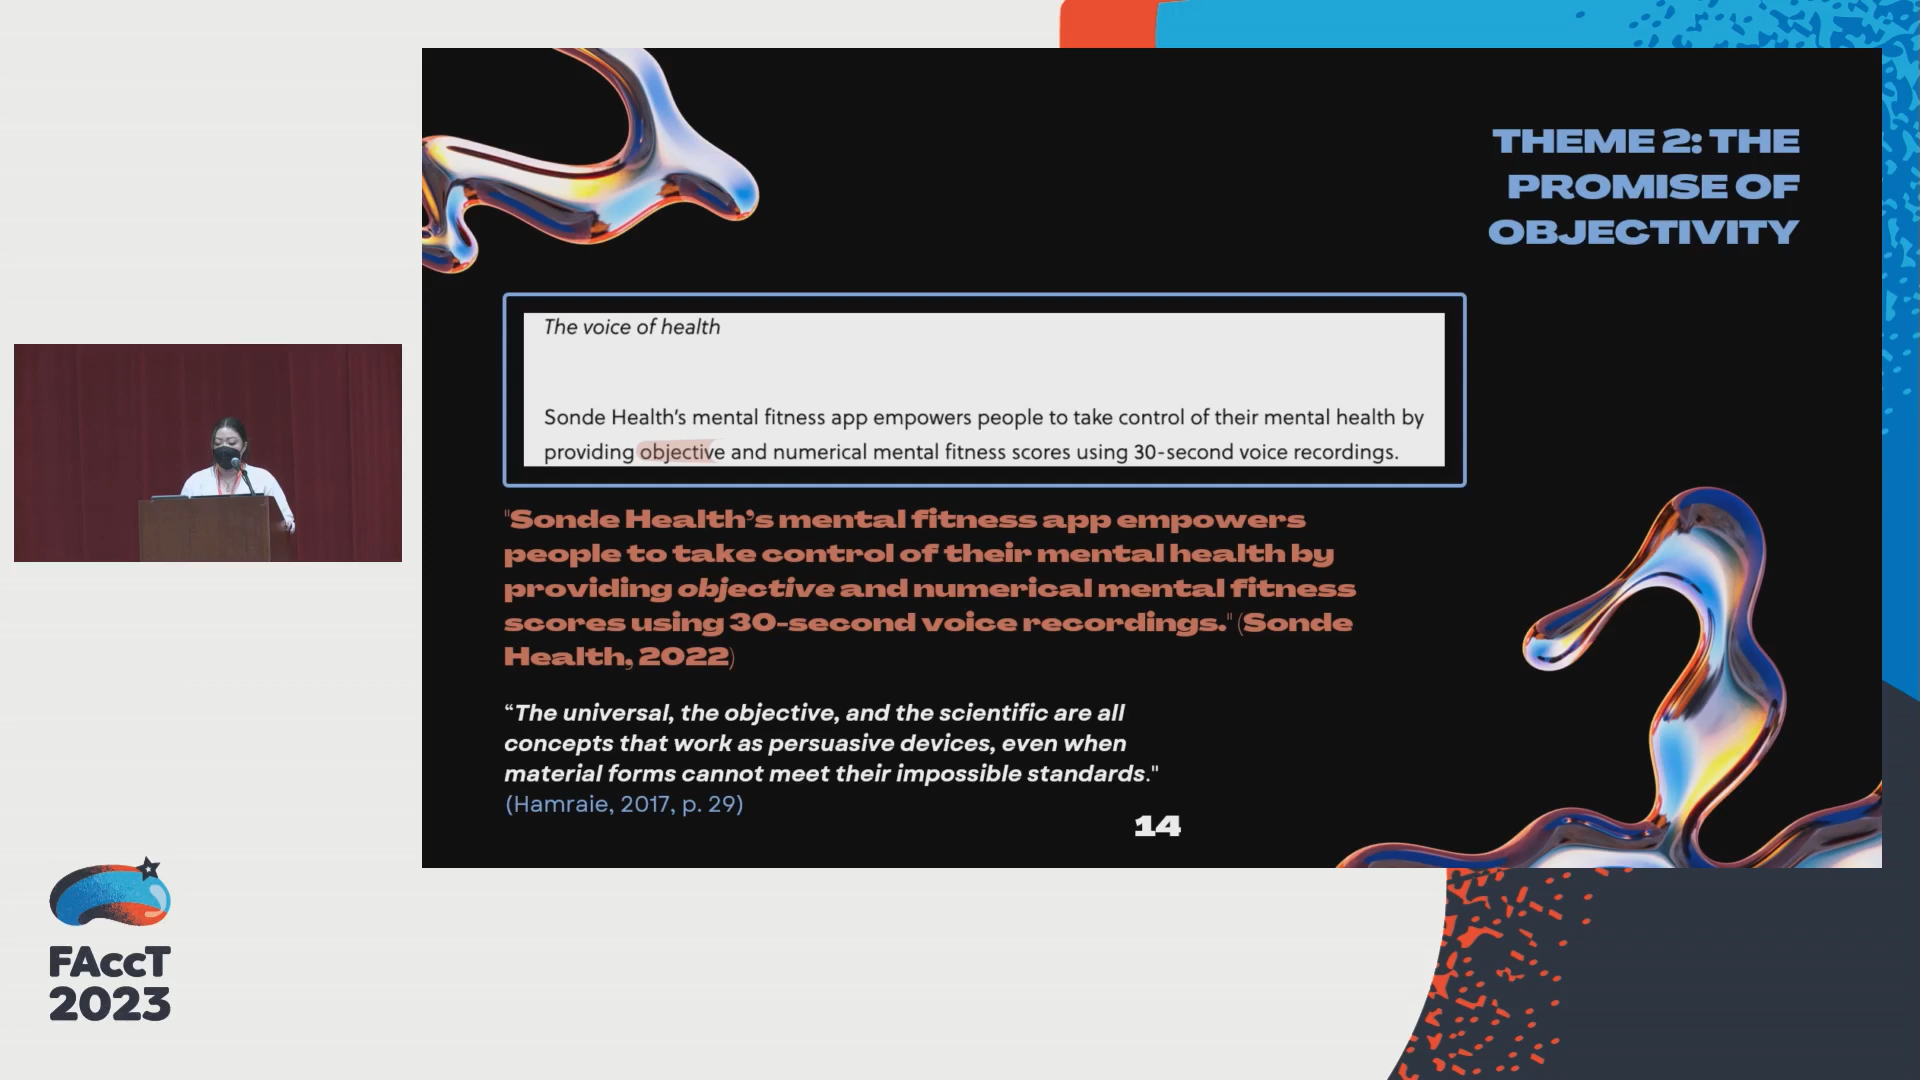 THEME 2: THE
PROMISE OF
OBJECTIVITY
The voice of health
Sonde Health's mental fitness app empowers people to take control of their mental health by
providing objective and numerical mental fitness scores using 30-second voice recordings.
"Sonde Health's mental fitness app empowers
people to take control of their mental health by
providing objective and numerical mental fitness
scores using 30-second voice recordings." (Sonde
Health, 2022)
“The universal, the objective, and the scientific are all
concepts that work as persuasive devices, even when
material forms cannot meet their impossible standards."
(Hamraie, 2017, p. 29)
14
FAccT
2023